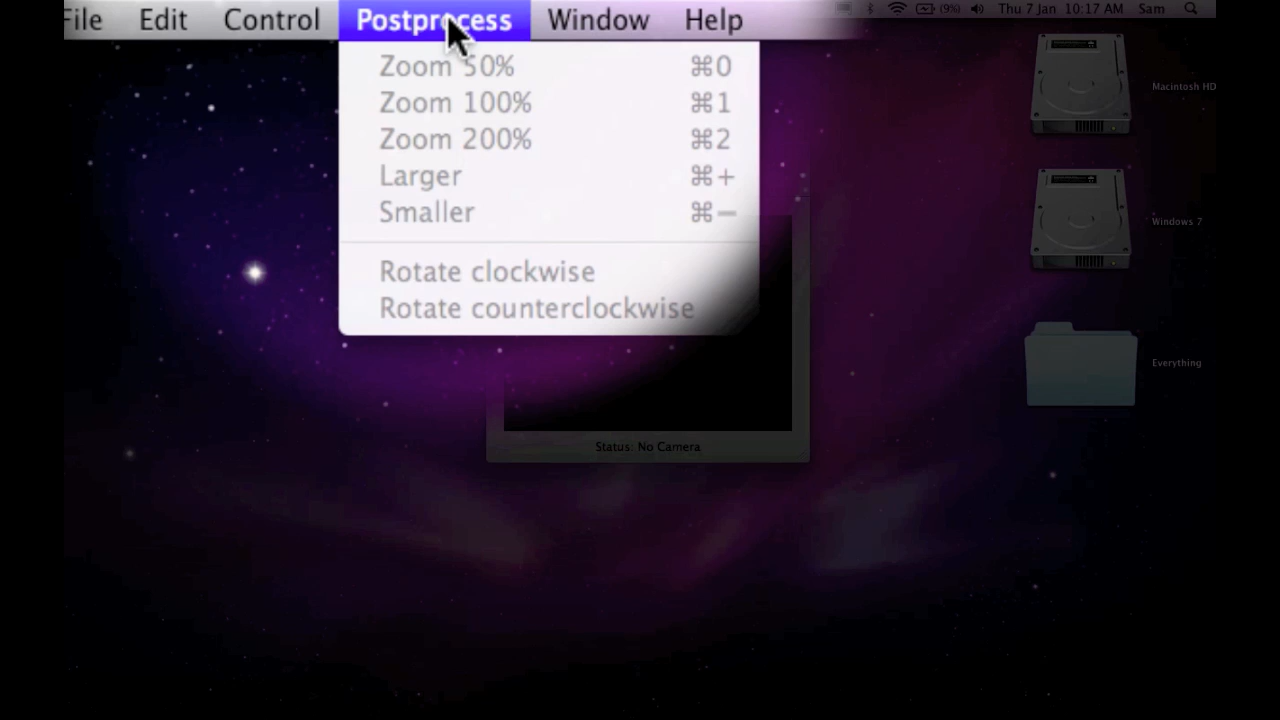 File Edit Control Postprocess Window Help (9%) Thu 7 Jan 10:17 AM Sam
Zoom 50% ⌘0
Zoom 100% ⌘1
Zoom 200% ⌘2
Larger ⌘+
Smaller ⌘−
Rotate clockwise
Rotate counterclockwise
Status: No Camera
Macintosh HD
Windows 7
Everything